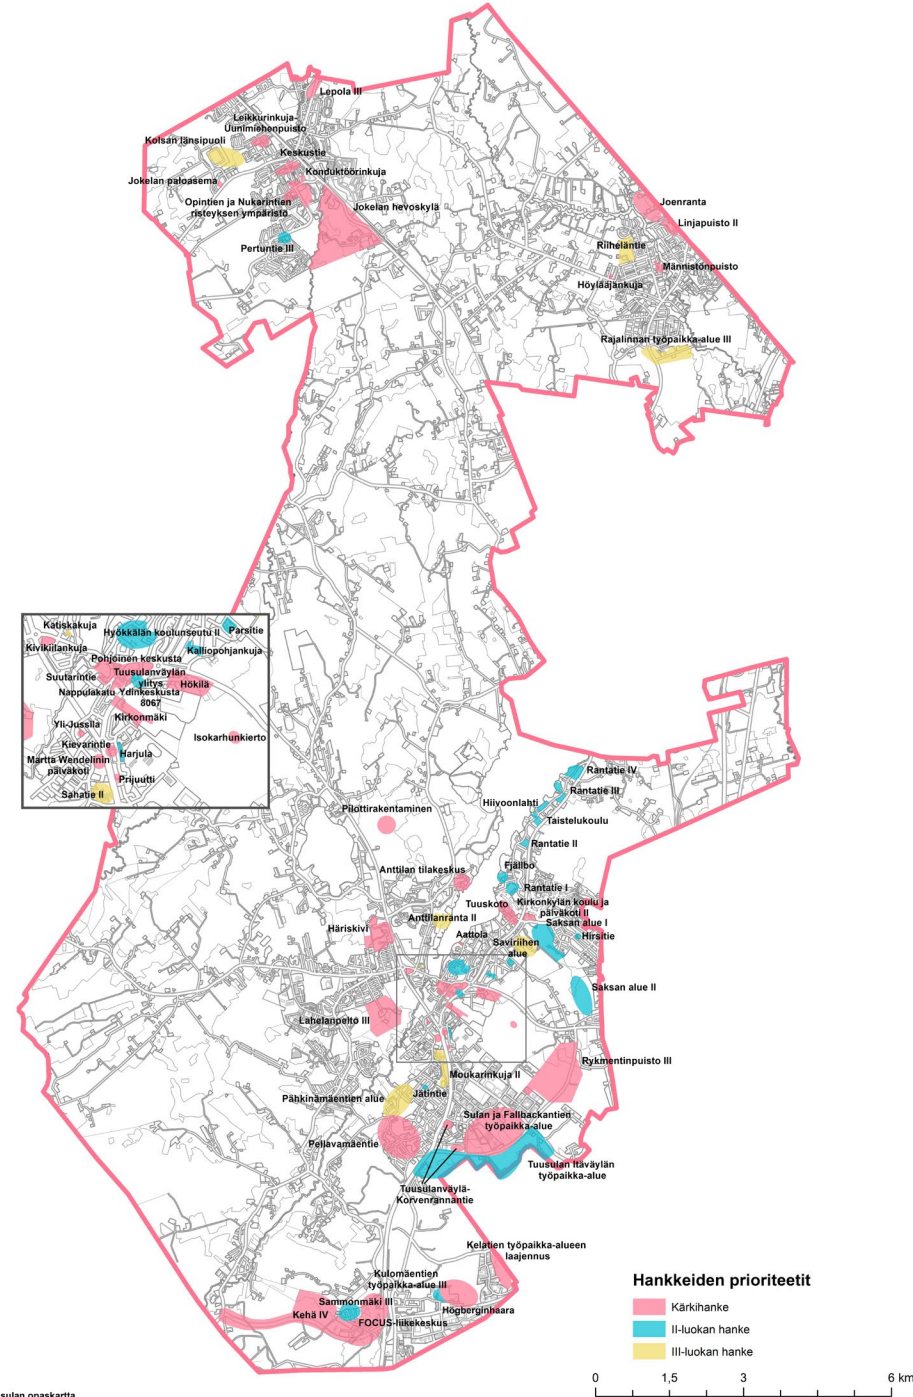 Lepola III
Leikkurinkuja-
Uunimiehenpuisto
Kolsan länsipuoli
Keskustie
Konduktöörinkuja
Jokelan paloasema
Opintien ja Nukarintien
risteyksen ympäristö
Jokelan hevoskylä
Joenranta
Linjapuisto II
Pertuntie III
Riiheläntie
Männistönpuisto
Höylääjänkuja
Rajalinnan työpaikka-alue III
Katiskakuja
Hyökkälän koulunseutu II
Parsitie
Kivikiilankuja
Kalliopohjankuja
Pohjoinen keskusta
Suutarintie
Tuusulanväylän
ylitys
Hökilä
Nappulakatu
Ydinkeskusta
8067
Kirkonmäki
Yli-Jussila
Isokarhunkierto
Kievarintie
Harjula
Martta Wendelinin
päiväkoti
Prijuutti
Sahatie II
Rantatie IV
Rantatie III
Hiivoonlahti
Pilottirakentaminen
Taistelukoulu
Rantatie II
Fjällbo
Anttilan tilakeskus
Rantatie I
Tuuskoto
Kirkonkylän koulu ja
päiväkoti II
Anttilanranta II
Saksan alue I
Häriskivi
Aattola
Hirsitie
Saviriihen
alue
Saksan alue II
Lahelanpelto III
Rykmentinpuisto III
Moukarinkuja II
Jätintie
Pähkinämäentien alue
Sulan ja Fallbackantien
työpaikka-alue
Pellavamäentie
Tuusulan Itäväylän
työpaikka-alue
Tuusulanväylä-
Korvenrannantie
Kelatien työpaikka-alueen
laajennus
Kulomäentien
työpaikka-alue III
Sammonmäki III
Kehä IV
Högberginhaara
FOCUS-liikekeskus
Hankkeiden prioriteetit
Kärkihanke
II-luokan hanke
III-luokan hanke
0 1,5 3 6 km
sulan opaskartta